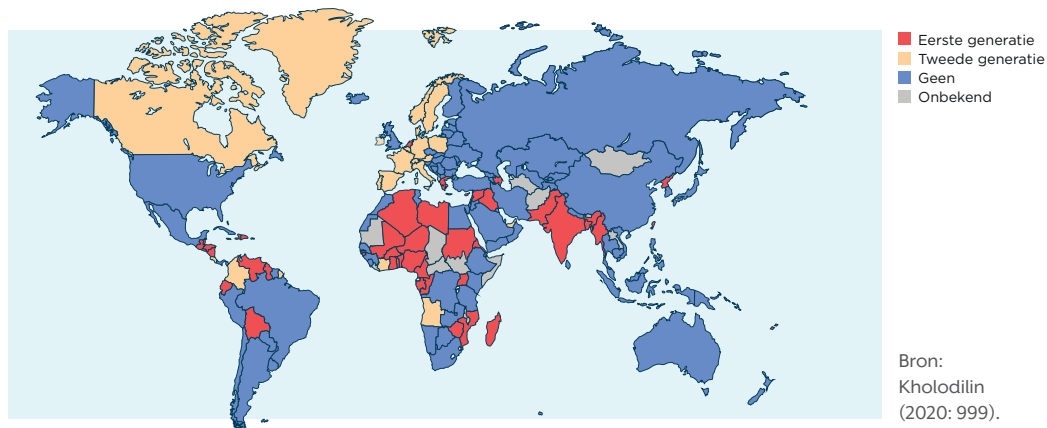 Eerste generatie
Tweede generatie
Geen
Onbekend
Bron:
Kholodilin
(2020: 999).